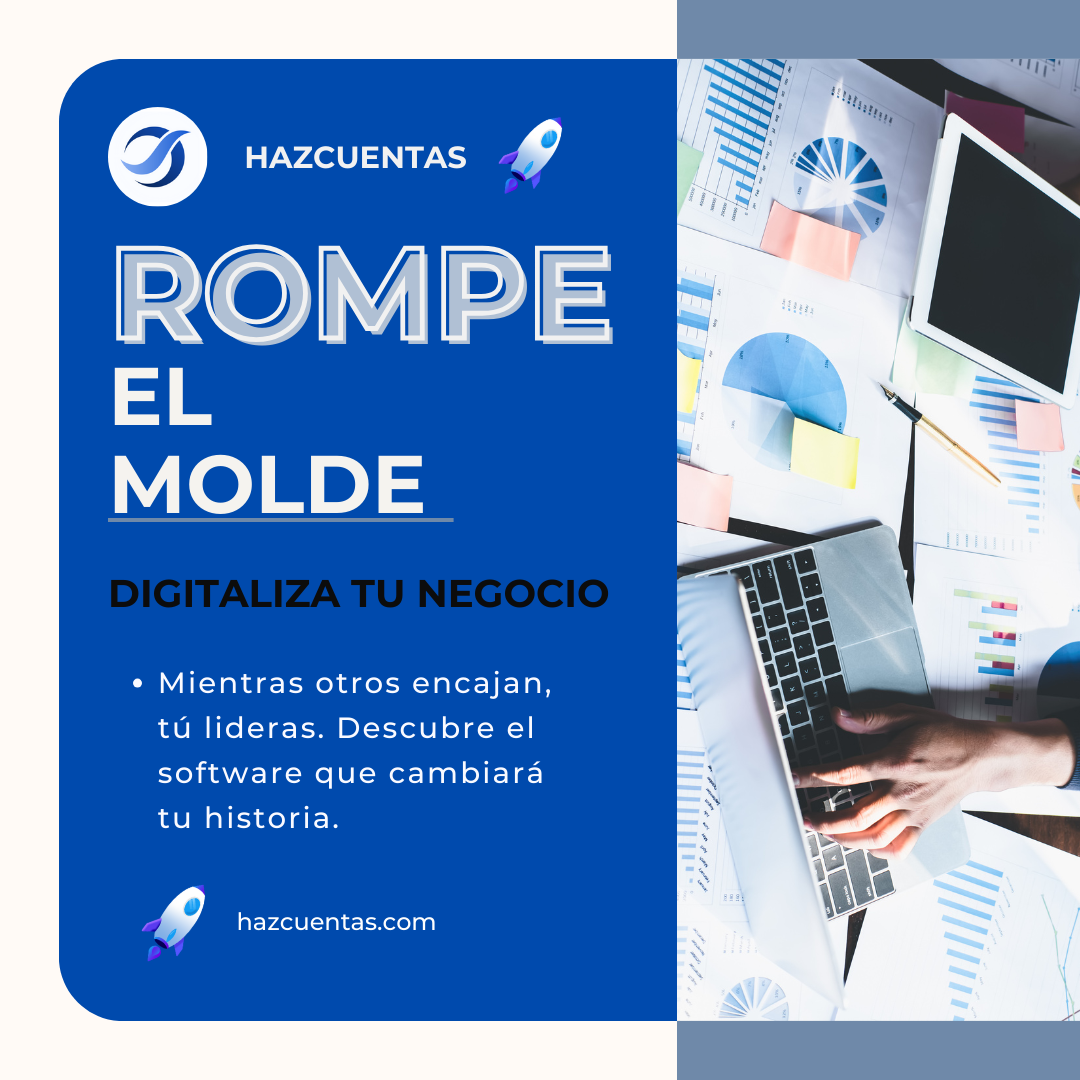 HAZCUENTAS
ROMPE
EL
MOLDE
DIGITALIZA TU NEGOCIO
• Mientras otros encajan,
tú lideras. Descubre el
software que cambiará
tu historia.
hazcuentas.com